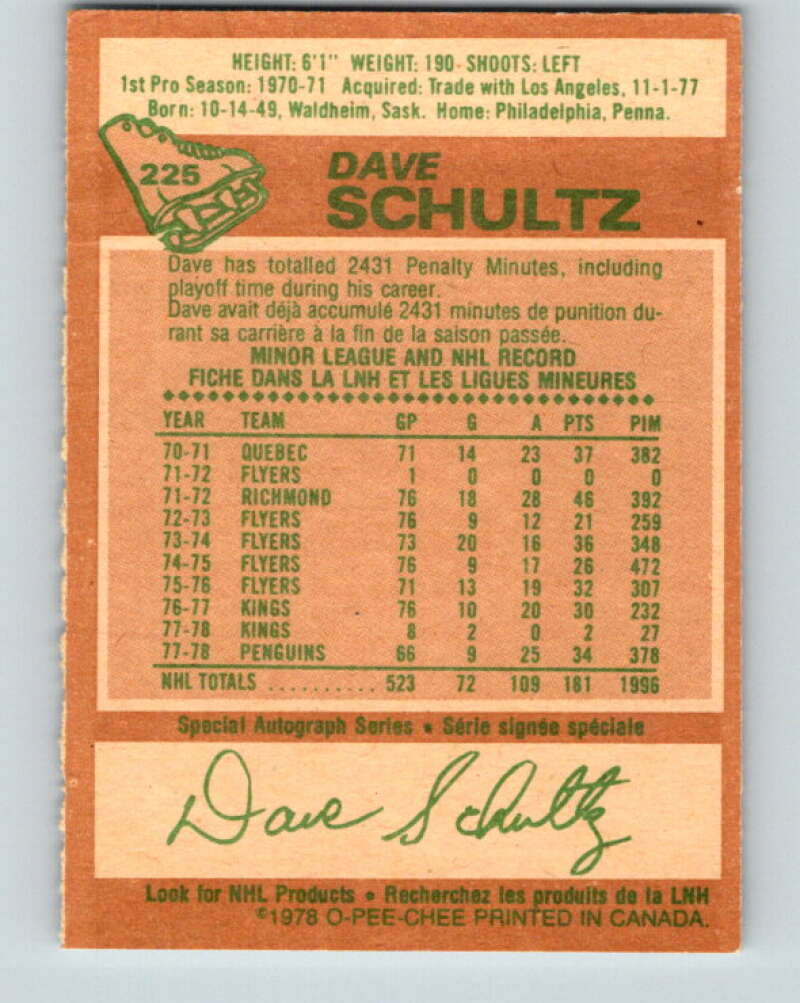 HEIGHT: 6'1" WEIGHT: 190 SHOOTS: LEFT
1st Pro Season: 1970-71 Acquired: Trade with Los Angeles, 11-1-77
Born: 10-14-49, Waldheim, Sask. Home: Philadelphia, Penna.
225
DAVE
SCHULTZ
Dave has totalled 2431 Penalty Minutes, including
playoff time during his career.
Dave avait déjà accumulé 2431 minutes de punition du-
rant sa carrière à la fin de la saison passée.
MINOR LEAGUE AND NHL RECORD
FICHE DANS LA LNH ET LES LIGUES MINEURES
YEAR TEAM GP G A PTS PIM
70-71 QUEBEC 71 14 23 37 382
71-72 FLYERS 1 0 0 0 0
71-72 RICHMOND 76 18 28 46 392
72-73 FLYERS 76 9 12 21 259
73-74 FLYERS 73 20 16 36 348
74-75 FLYERS 76 9 17 26 472
75-76 FLYERS 71 13 19 32 307
76-77 KINGS 76 10 20 30 232
77-78 KINGS 8 2 0 2 27
77-78 PENGUINS 66 9 25 34 378
NHL TOTALS .......... 523 72 109 181 1996
Special Autograph Series • Série signée spéciale
Dave Schultz
Look for NHL Products • Recherchez les produits de la LNH
©1978 O-PEE-CHEE PRINTED IN CANADA.